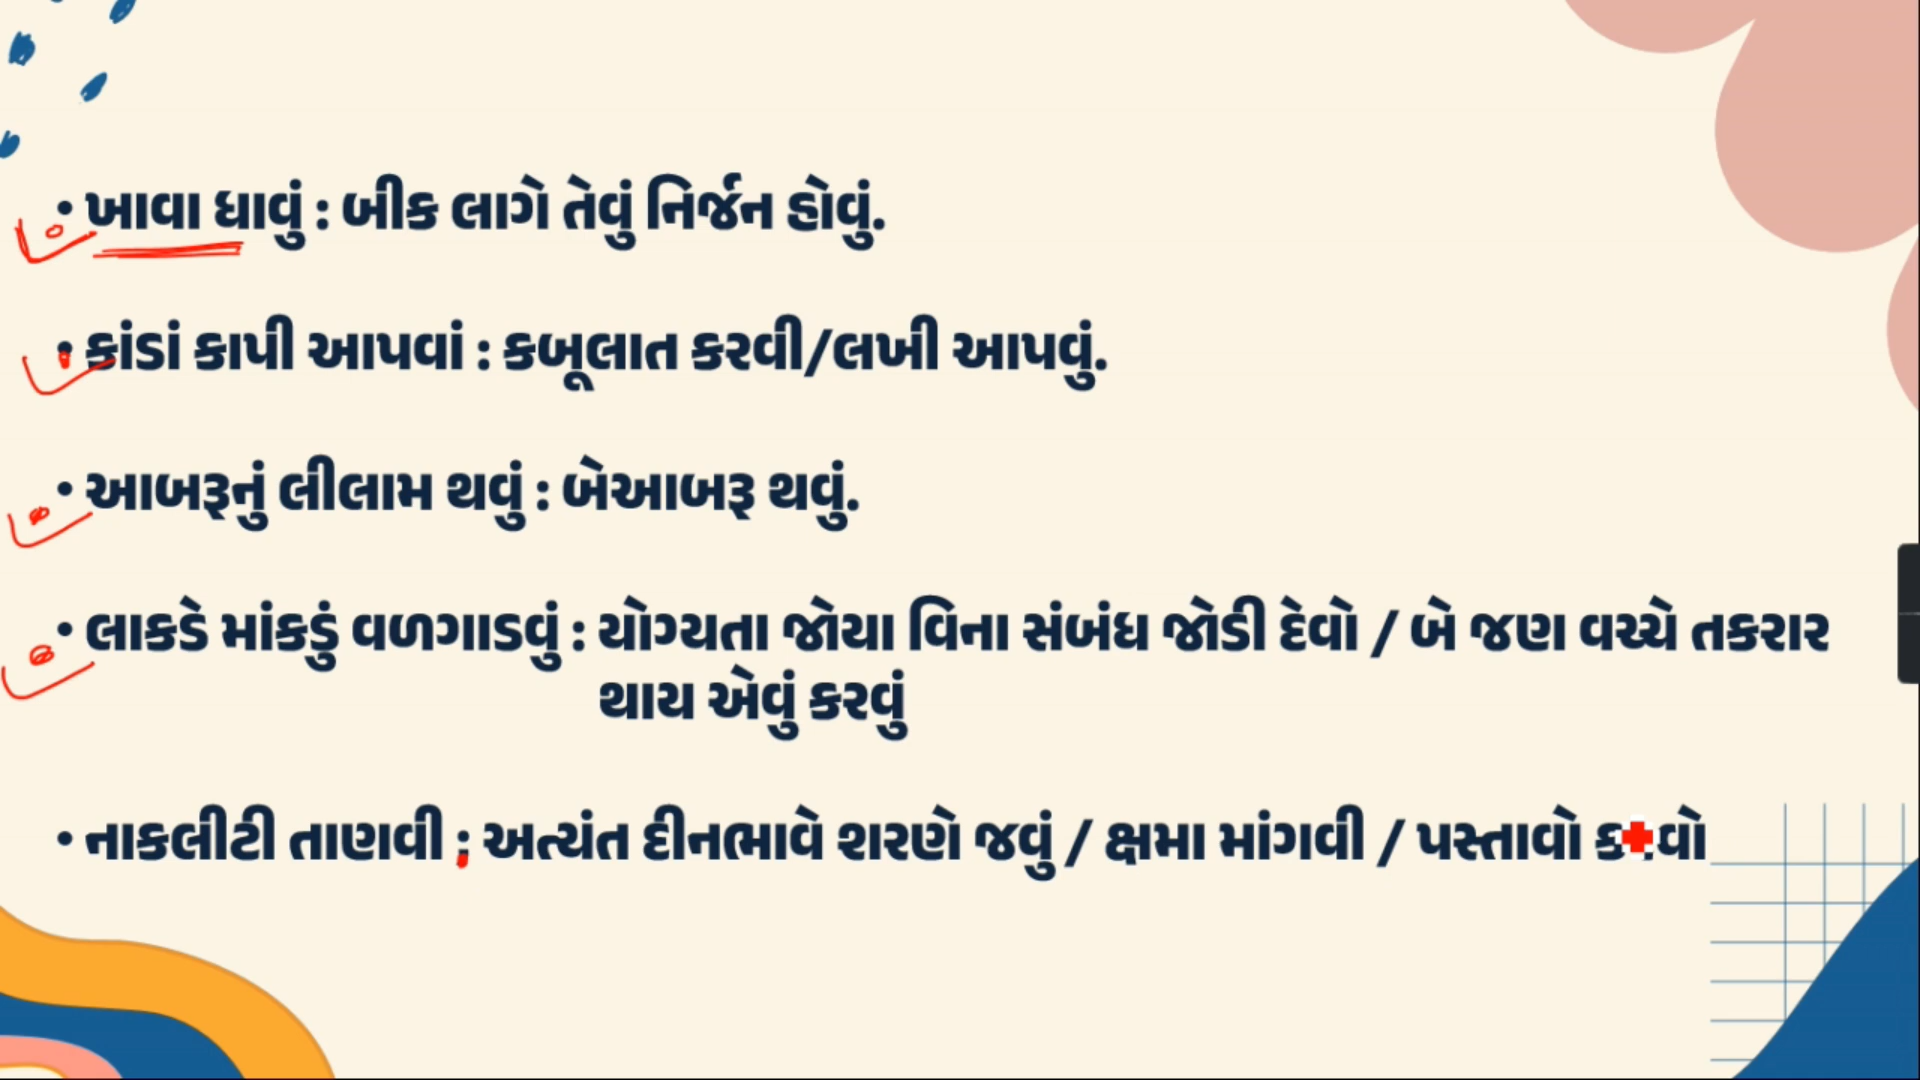 • ખાવા ધાવું : બીક લાગે તેવું નિર્જન હોવું.
• કાંડાં કાપી આપવાં : કબૂલાત કરવી/લખી આપવું.
• આબરૂનું લીલામ થવું : બેઆબરૂ થવું.
• લાકડે માંકડું વળગાડવું : યોગ્યતા જોયા વિના સંબંધ જોડી દેવો / બે જણ વચ્ચે તકરાર
થાય એવું કરવું
• નાકલીટી તાણવી : અત્યંત દીનભાવે શરણે જવું / ક્ષમા માંગવી / પસ્તાવો